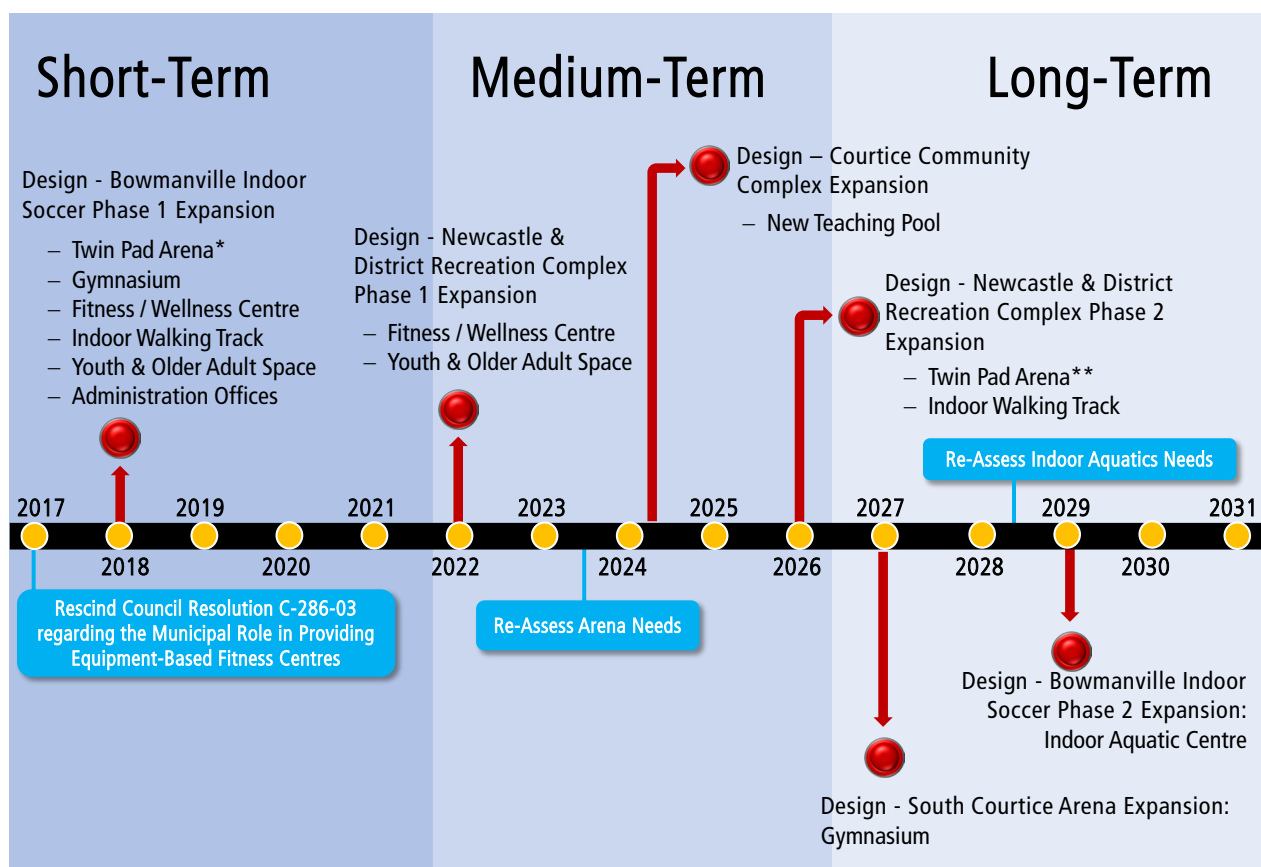 Short-Term
Medium-Term
Long-Term
Design - Bowmanville Indoor
Soccer Phase 1 Expansion
– Twin Pad Arena*
– Gymnasium
– Fitness / Wellness Centre
– Indoor Walking Track
– Youth & Older Adult Space
– Administration Offices
Design - Newcastle &
District Recreation Complex
Phase 1 Expansion
– Fitness / Wellness Centre
– Youth & Older Adult Space
Design – Courtice Community
Complex Expansion
– New Teaching Pool
Design - Newcastle & District
Recreation Complex Phase 2
Expansion
– Twin Pad Arena**
– Indoor Walking Track
Re-Assess Indoor Aquatics Needs
2017
2019
2021
2023
2025
2027
2029
2031
2018
2020
2022
2024
2026
2028
2030
Rescind Council Resolution C-286-03
regarding the Municipal Role in Providing
Equipment-Based Fitness Centres
Re-Assess Arena Needs
Design - Bowmanville Indoor
Soccer Phase 2 Expansion:
Indoor Aquatic Centre
Design - South Courtice Arena Expansion:
Gymnasium